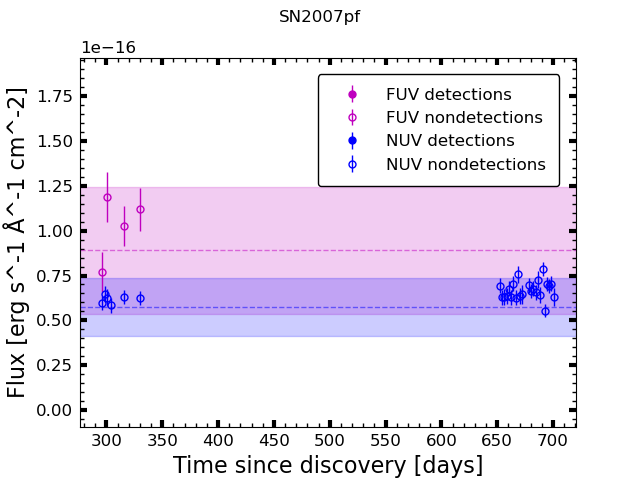 SN2007pf
1e−16
FUV detections
FUV nondetections
NUV detections
NUV nondetections
1.75
1.50
1.25
1.00
0.75
0.50
0.25
0.00
Flux [erg s^-1 Å^-1 cm^-2]
300 350 400 450 500 550 600 650 700
Time since discovery [days]